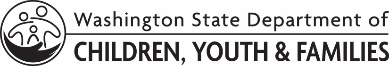 Washington State Department of
CHILDREN, YOUTH & FAMILIES